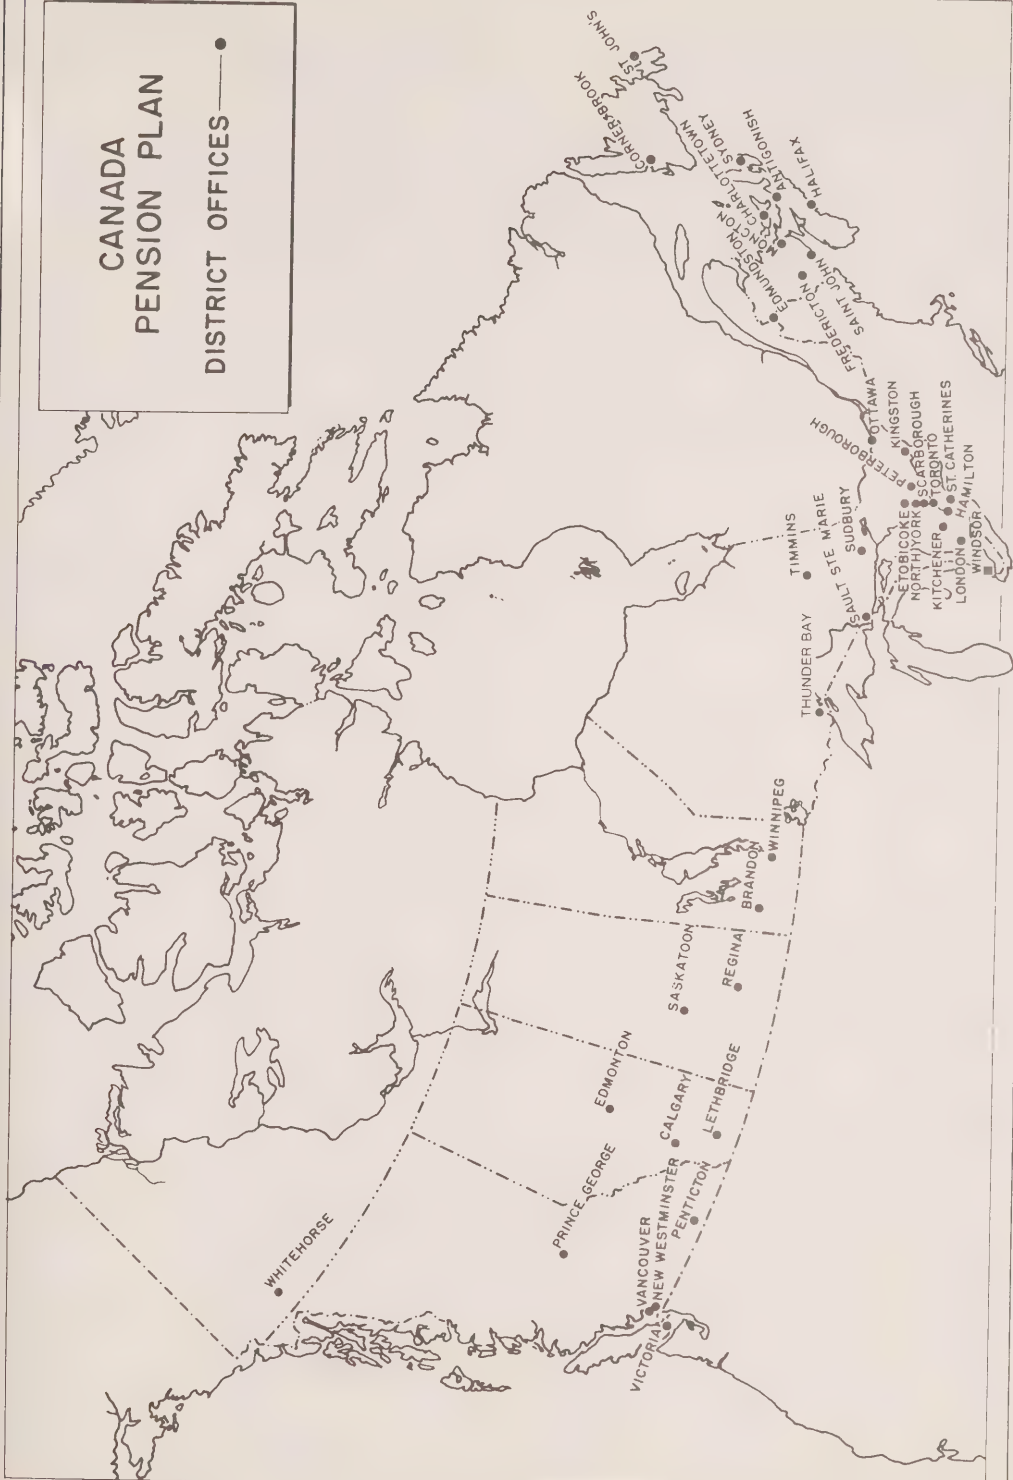 CANADA
PENSION PLAN
DISTRICT OFFICES
WHITEHORSE
PRINCE GEORGE
VANCOUVER
NEW WESTMINSTER
VICTORIA
PENTICTON
EDMONTON
CALGARY
LETHBRIDGE
SASKATOON
REGINA
BRANDON
WINNIPEG
THUNDER BAY
TIMMINS
SAULT STE MARIE
SUDBURY
ETOBICOKE
NORTH YORK
KITCHENER
LONDON
WINDSOR
HAMILTON
ST. CATHERINES
TORONTO
SCARBOROUGH
PETERBOROUGH
KINGSTON
OTTAWA
EDMUNDSTON
FREDERICTON
SAINT JOHN
MONCTON
CHARLOTTETOWN
SYDNEY
ANTIGONISH
HALIFAX
CORNER BROOK
ST JOHN'S